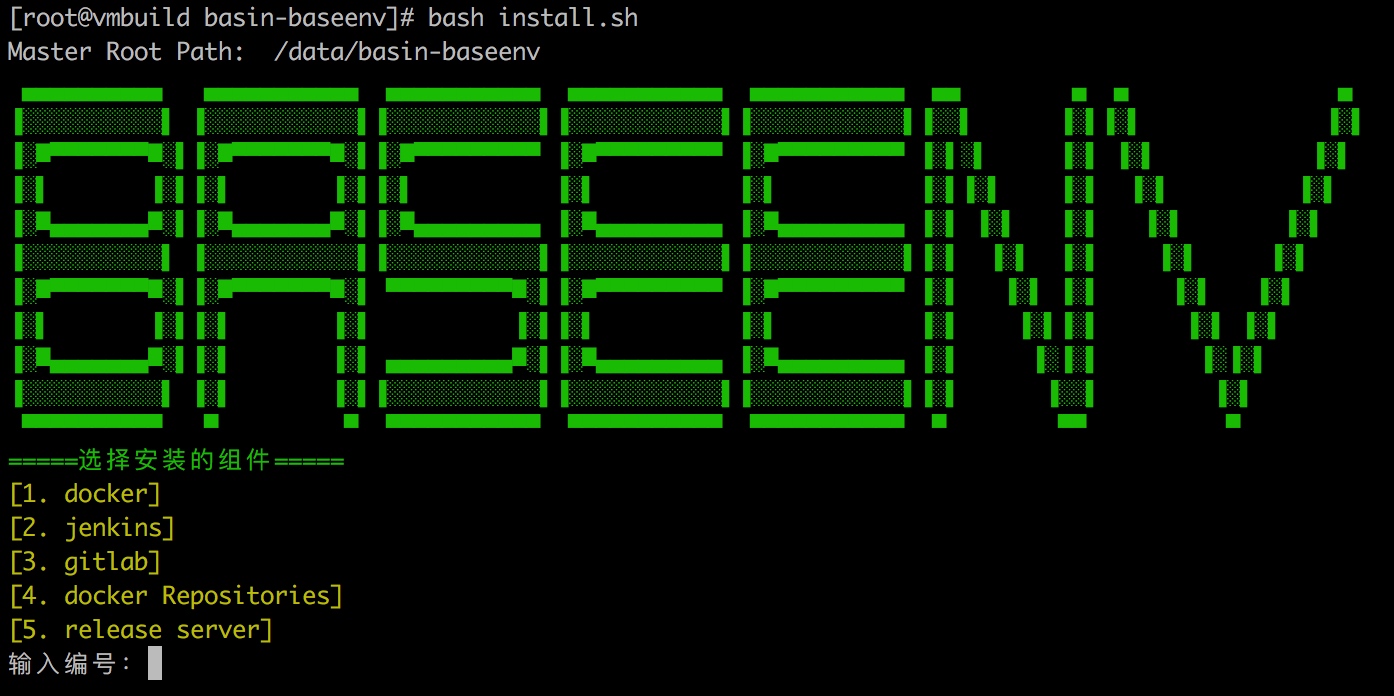 [root@vmbuild basin-baseenv]# bash install.sh
Master Root Path:  /data/basin-baseenv
BASEENV
=====选择安装的组件=====
[1. docker]
[2. jenkins]
[3. gitlab]
[4. docker Repositories]
[5. release server]
输入编号: